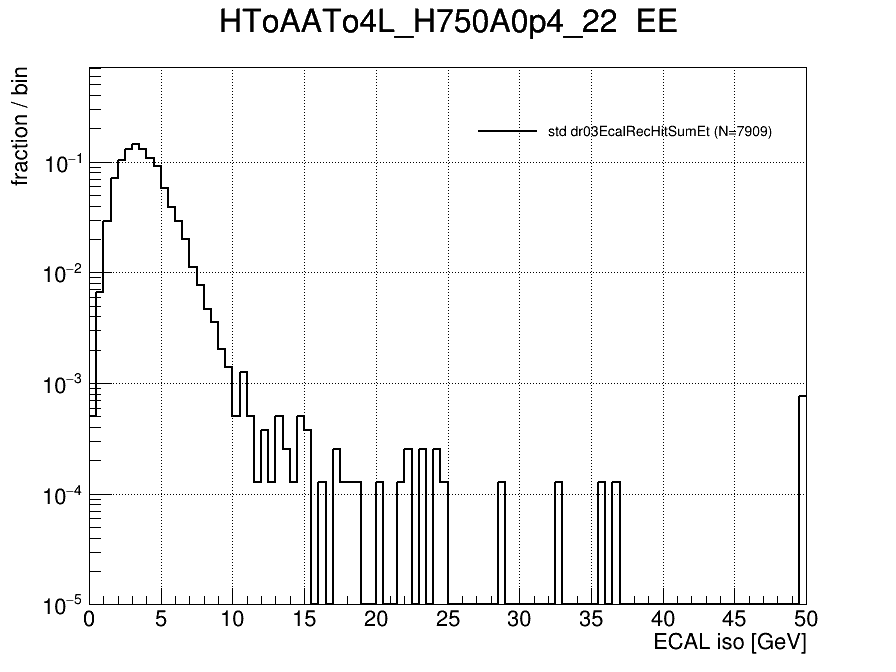 HToAATo4L_H750A0p4_22 EE
fraction / bin
std dr03EcalRecHitSumEt (N=7909)
10−1
10−2
10−3
10−4
10−5
0 5 10 15 20 25 30 35 40 45 50
ECAL iso [GeV]